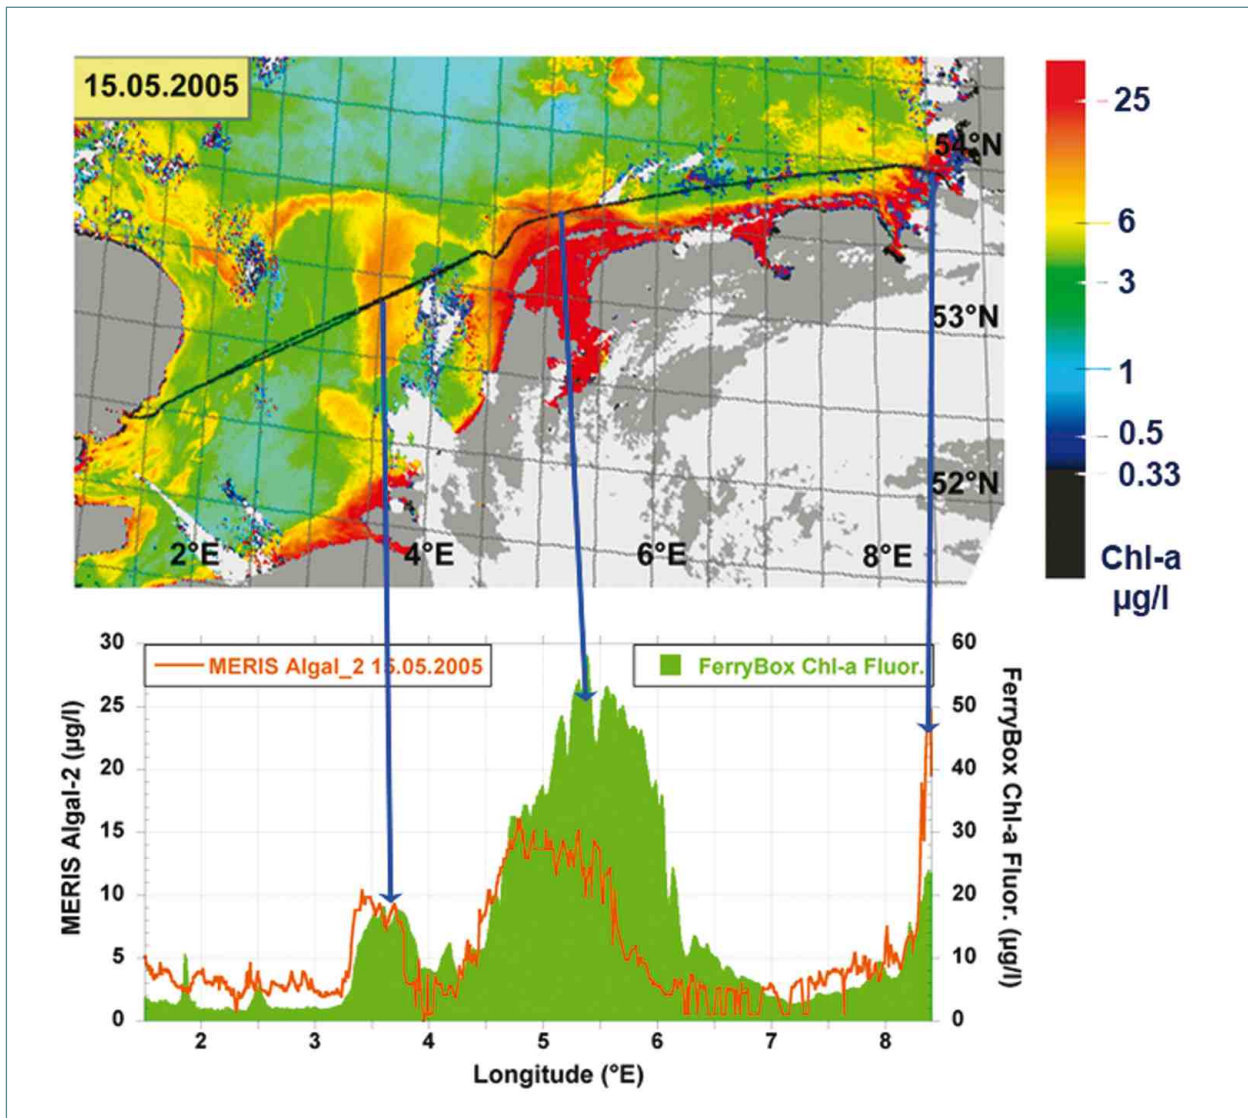 15.05.2005
54°N
53°N
52°N
2°E
4°E
6°E
8°E
25
6
3
1
0.5
0.33
Chl-a
µg/l
MERIS Algal_2 15.05.2005
FerryBox Chl-a Fluor.
MERIS Algal-2 (µg/l)
30
25
20
15
10
5
0
60
50
40
30
20
10
0
FerryBox Chl-a Fluor. (µg/l)
2
3
4
5
6
7
8
Longitude (°E)